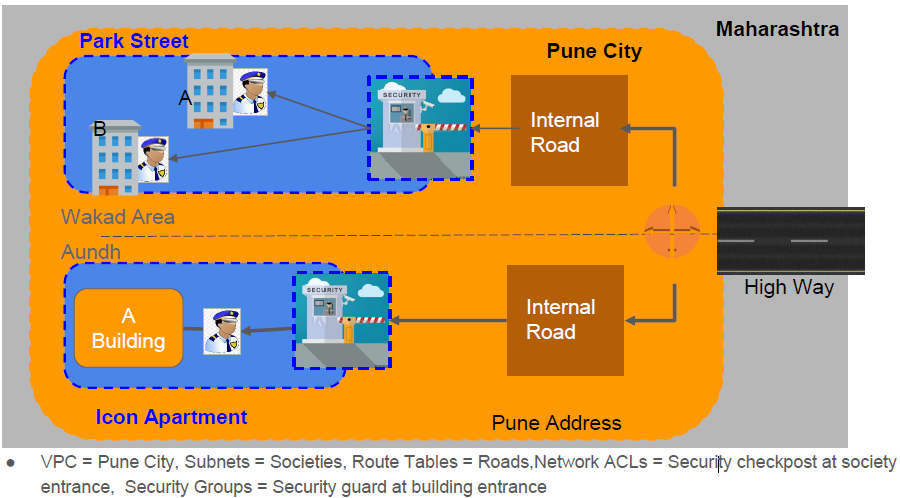 Maharashtra
Park Street
Pune City
SECURITY
A
B
Internal
Road
Wakad Area
Aundh
High Way
SECURITY
A
Building
Internal
Road
Icon Apartment
Pune Address
● VPC = Pune City, Subnets = Societies, Route Tables = Roads,Network ACLs = Security checkpost at society
entrance, Security Groups = Security guard at building entrance